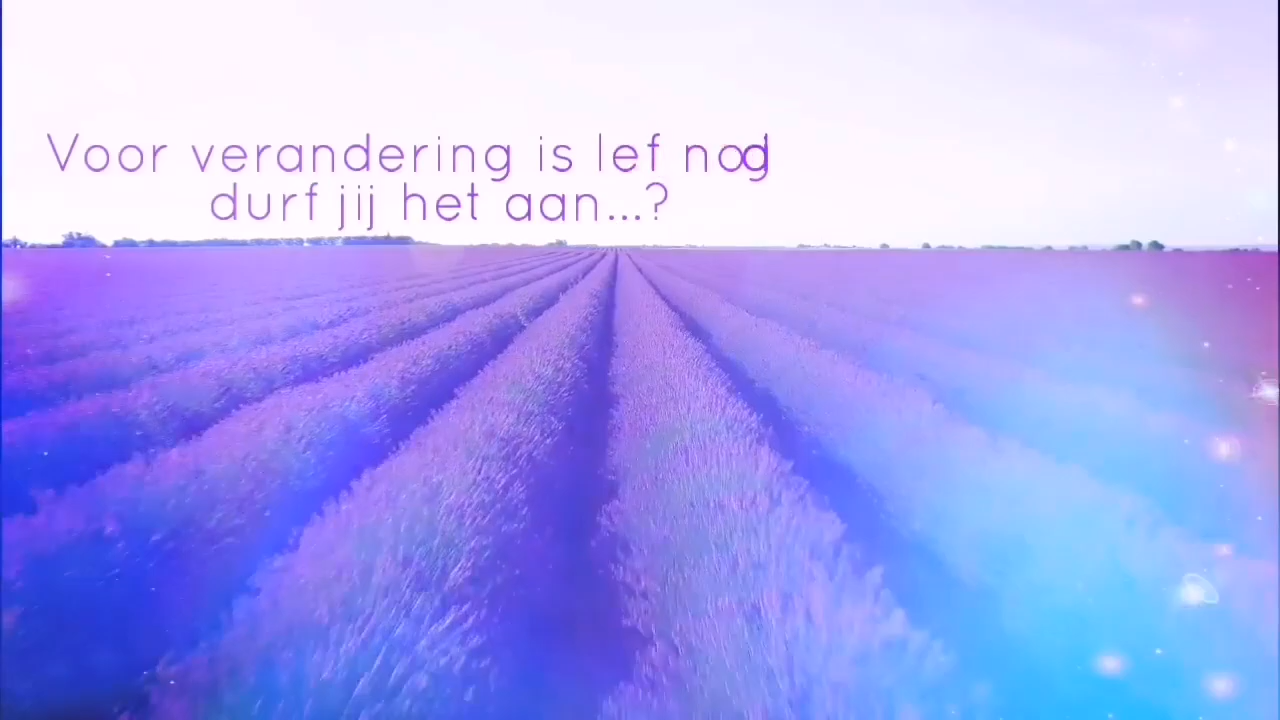 Voor verandering is lef nodig
durf jij het aan...?